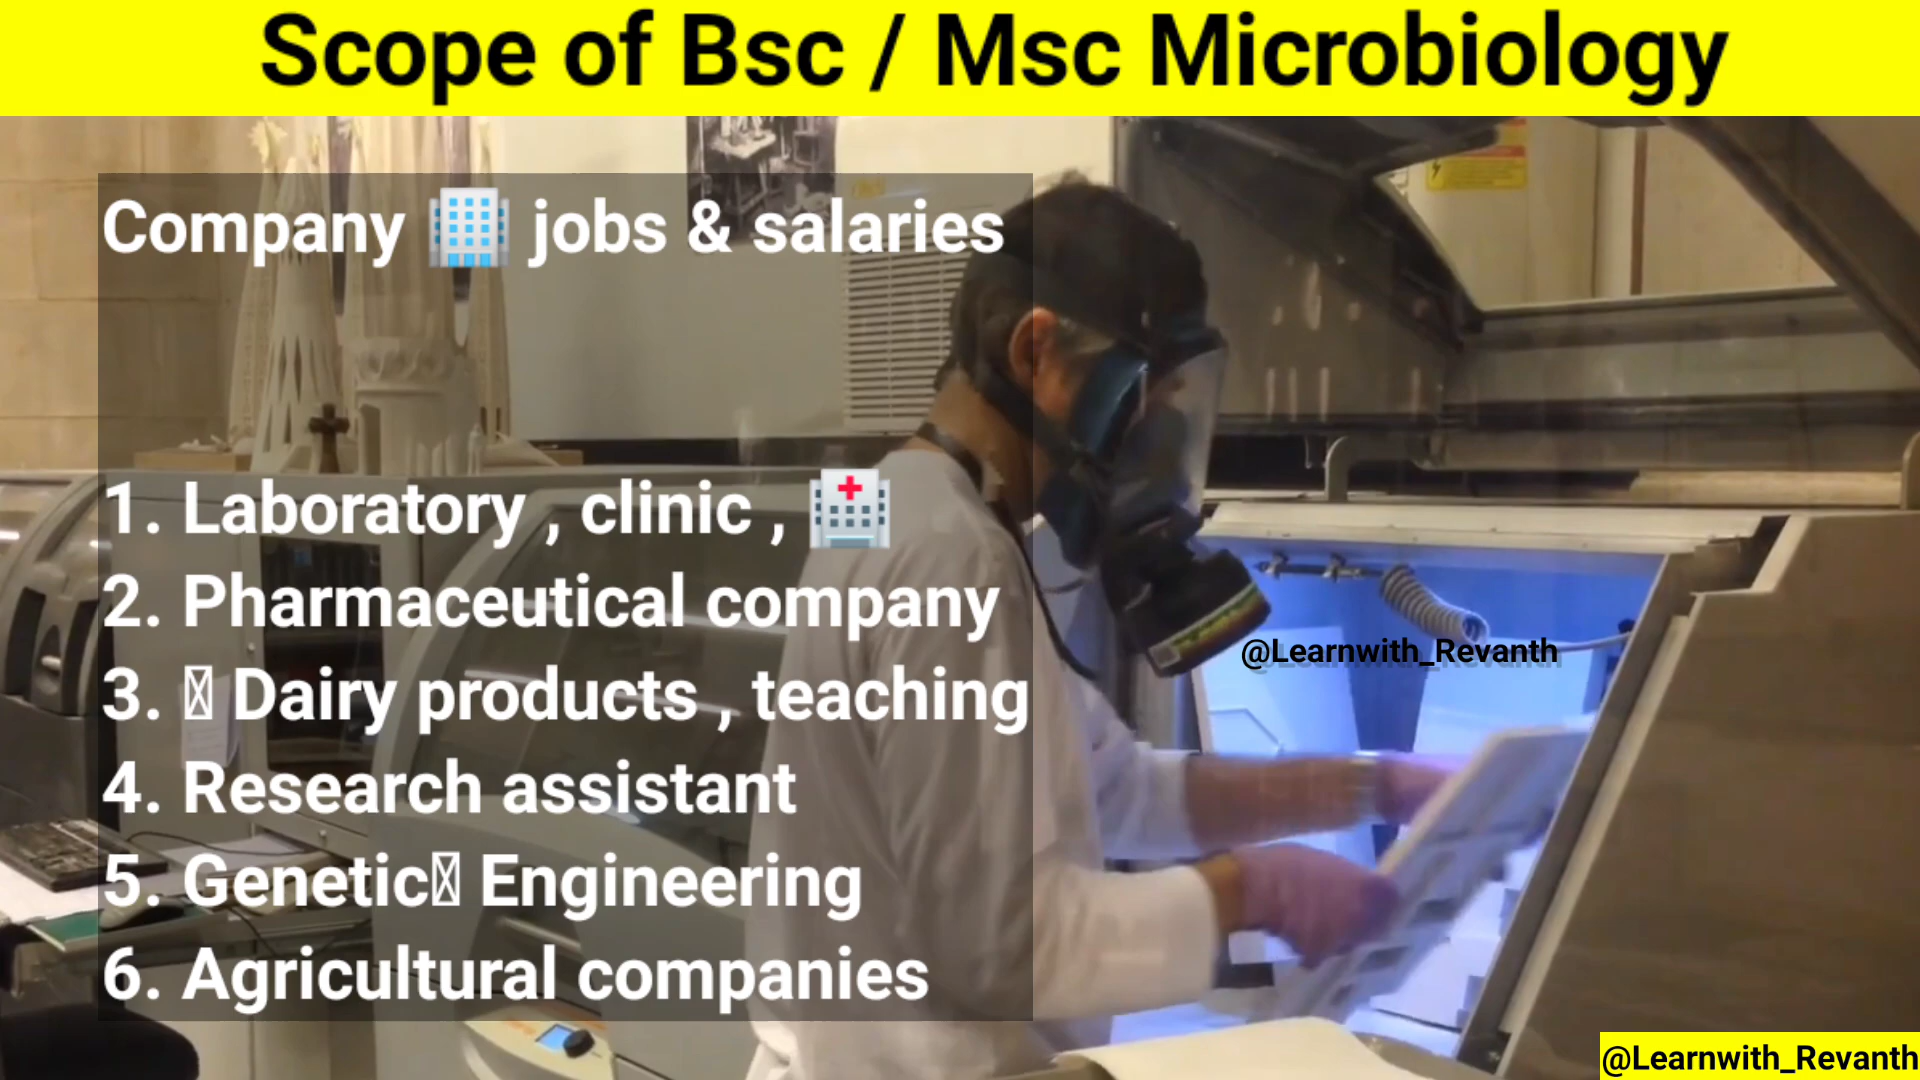 Scope of Bsc / Msc Microbiology
Company 🏢 jobs & salaries
1. Laboratory , clinic , 🏥
2. Pharmaceutical company
3. Dairy products , teaching
4. Research assistant
5. Genetic Engineering
6. Agricultural companies
@Learnwith_Revanth
@Learnwith_Revanth